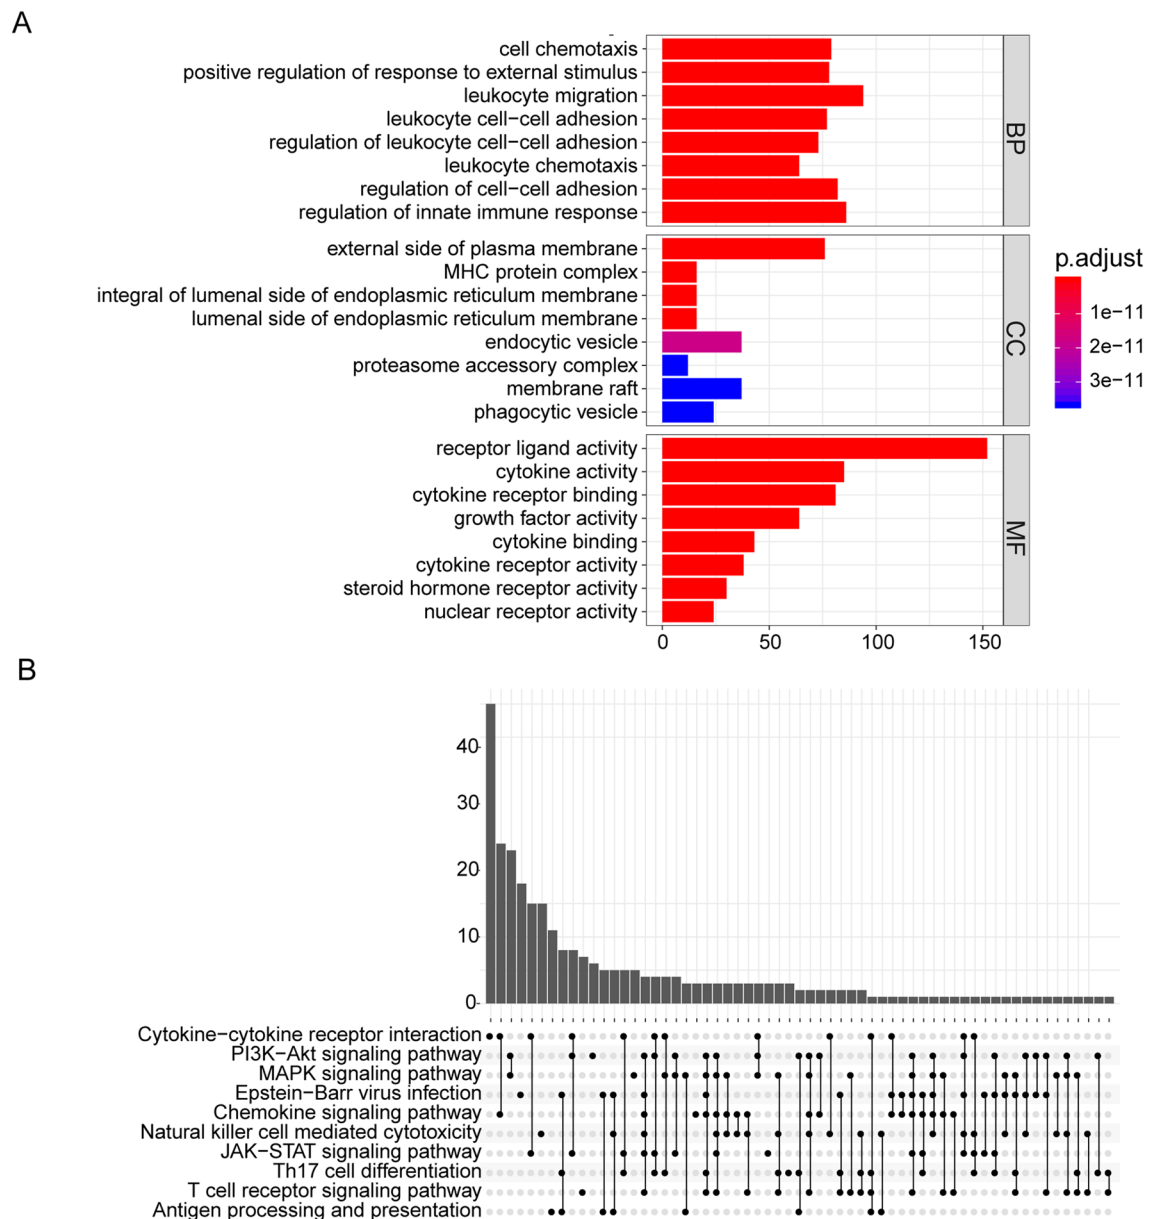 A
cell chemotaxis
positive regulation of response to external stimulus
leukocyte migration
leukocyte cell−cell adhesion
regulation of leukocyte cell−cell adhesion
leukocyte chemotaxis
regulation of cell−cell adhesion
regulation of innate immune response
BP
external side of plasma membrane
MHC protein complex
integral of lumenal side of endoplasmic reticulum membrane
lumenal side of endoplasmic reticulum membrane
endocytic vesicle
proteasome accessory complex
membrane raft
phagocytic vesicle
CC
receptor ligand activity
cytokine activity
cytokine receptor binding
growth factor activity
cytokine binding
cytokine receptor activity
steroid hormone receptor activity
nuclear receptor activity
MF
0 50 100 150
p.adjust
1e−11
2e−11
3e−11
B
40
30
20
10
0
Cytokine−cytokine receptor interaction
PI3K−Akt signaling pathway
MAPK signaling pathway
Epstein−Barr virus infection
Chemokine signaling pathway
Natural killer cell mediated cytotoxicity
JAK−STAT signaling pathway
Th17 cell differentiation
T cell receptor signaling pathway
Antigen processing and presentation